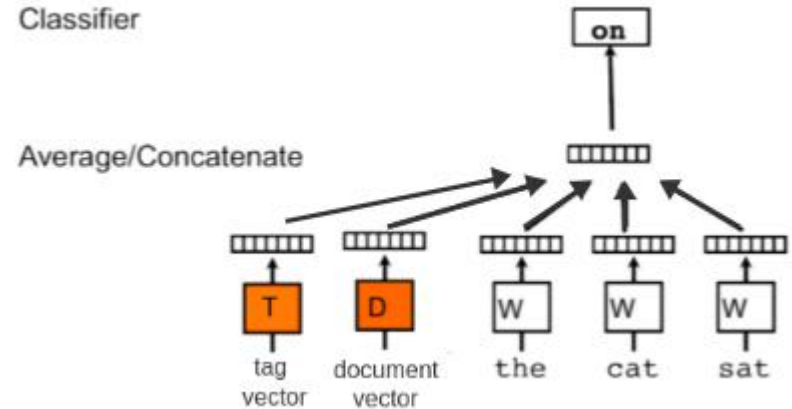 Classifier
on
Average/Concatenate
T
D
W
W
W
tag
vector
document
vector
the
cat
sat